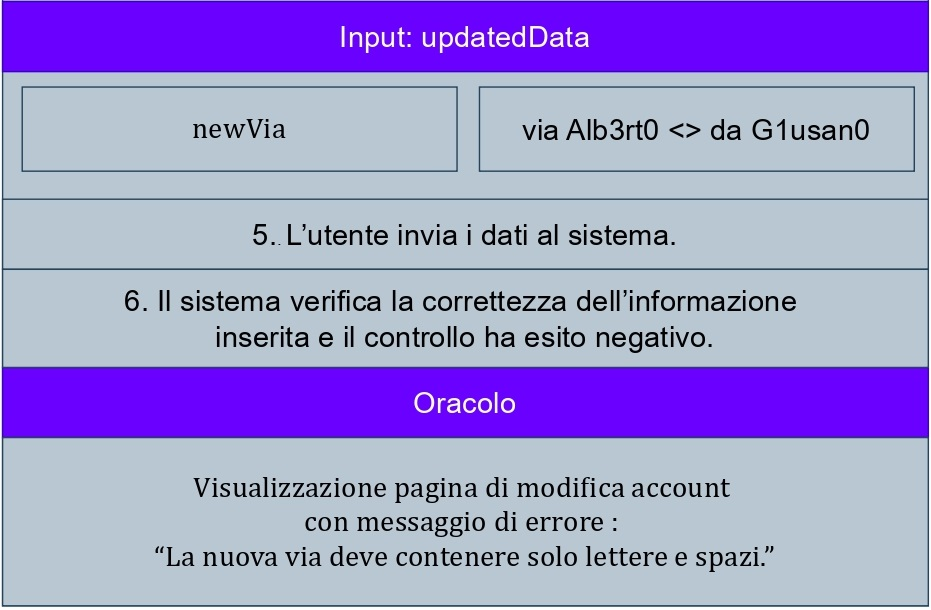 Input: updatedData
newVia
via Alb3rt0 <> da G1usan0
5. L’utente invia i dati al sistema.
6. Il sistema verifica la correttezza dell’informazione
inserita e il controllo ha esito negativo.
Oracolo
Visualizzazione pagina di modifica account
con messaggio di errore :
“La nuova via deve contenere solo lettere e spazi.”